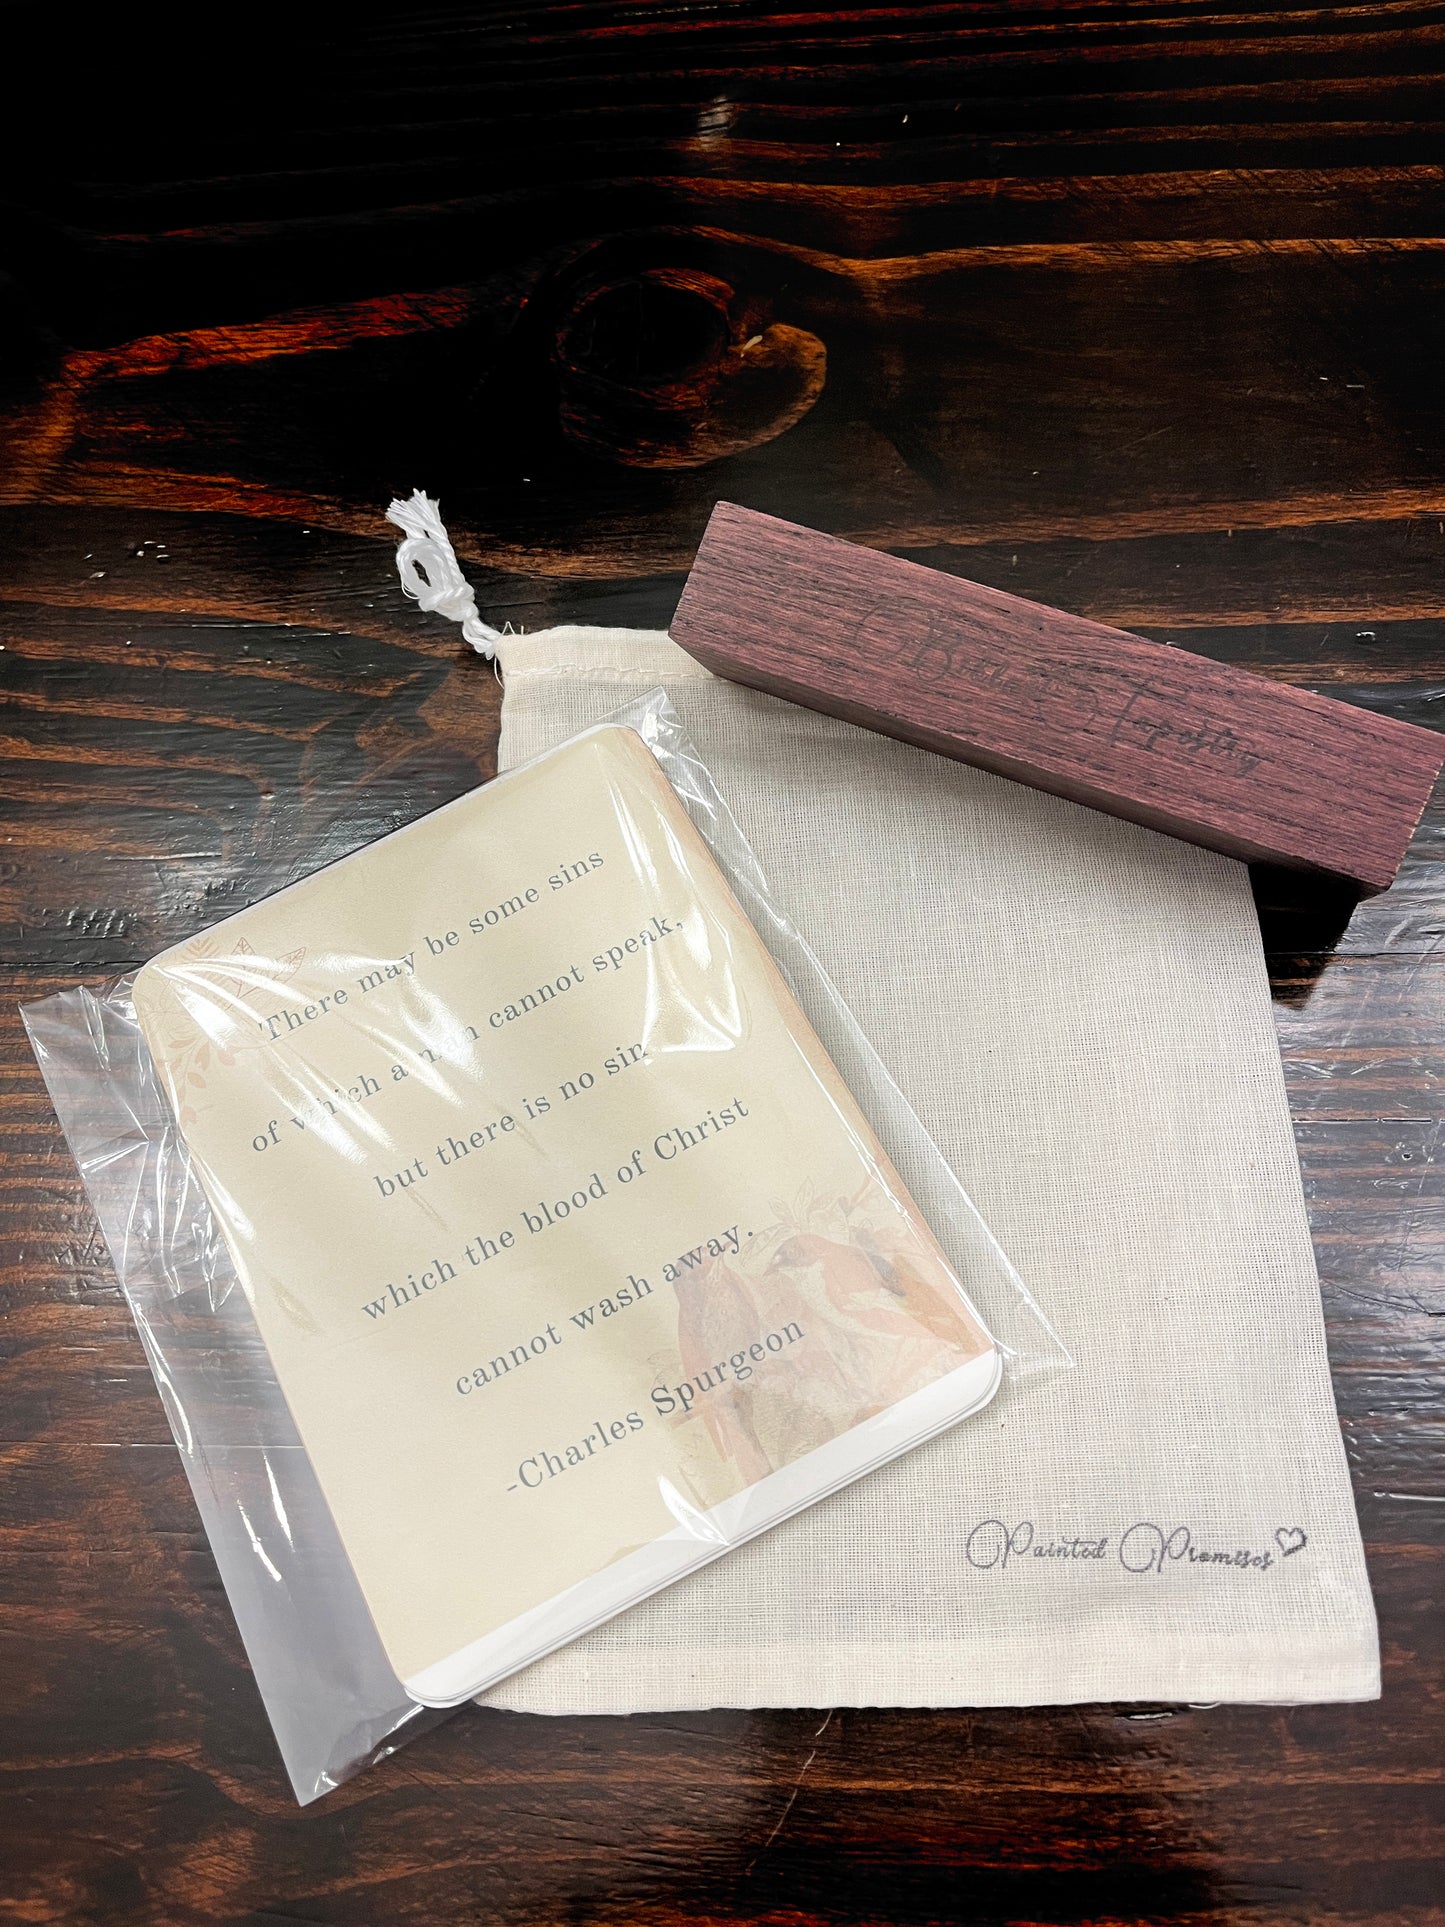 Tapestry
There may be some sins
of which a man cannot speak,
but there is no sin
which the blood of Christ
cannot wash away.
-Charles Spurgeon
Painted Promises